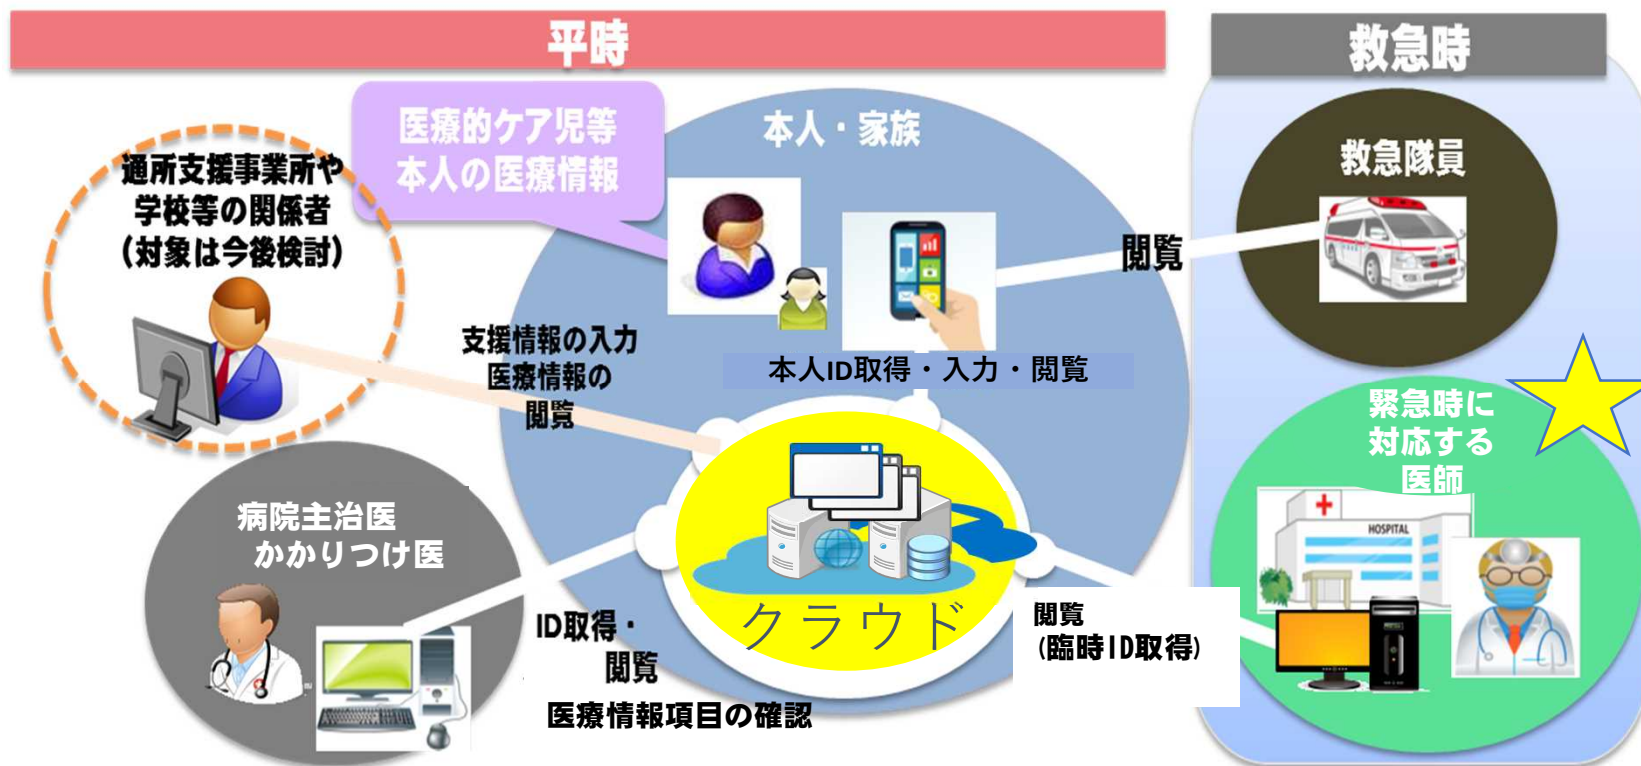 平時
救急時
医療的ケア児等
本人の医療情報
本人・家族
救急隊員
通所支援事業所や
学校等の関係者
(対象は今後検討)
閲覧
支援情報の入力
医療情報の
閲覧
本人ID取得・入力・閲覧
緊急時に
対応する
医師
病院主治医
かかりつけ医
HOSPITAL
クラウド
ID取得・
閲覧
医療情報項目の確認
閲覧
(臨時ID取得)